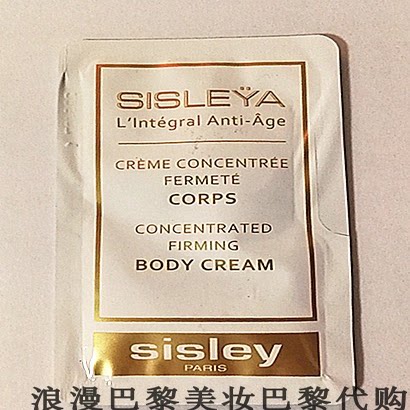 SISLEŸA
L'Intégral Anti-Âge
CRÈME CONCENTRÉE
FERMETÉ
CORPS
CONCENTRATED
FIRMING
BODY CREAM
sisley
PARIS
浪漫巴黎美妆巴黎代购